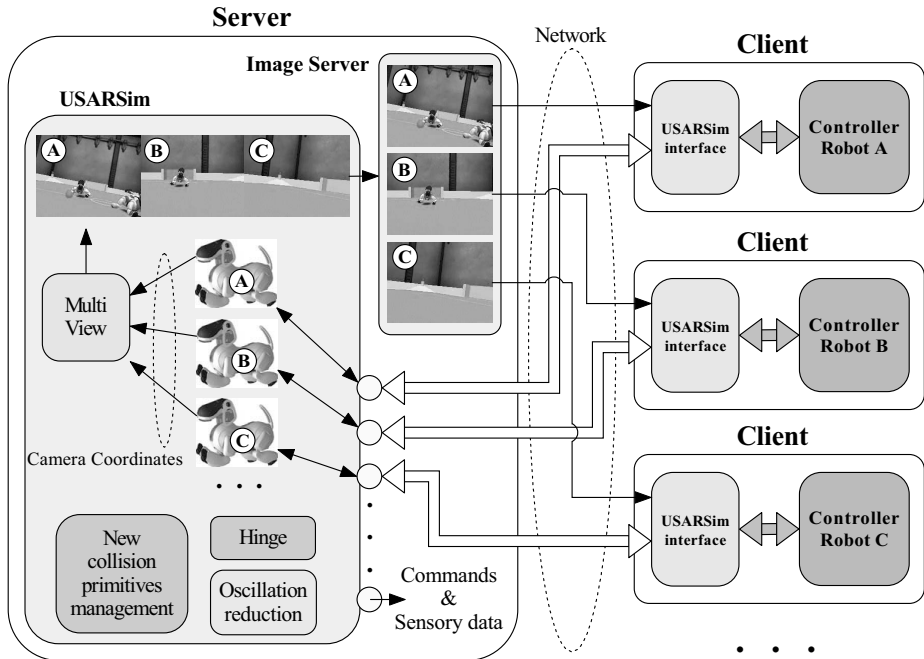 Server
Image Server
USARSim
A
B
C
A
B
C
Multi
View
A
B
C
Camera Coordinates
. . .
New
collision
primitives
management
Hinge
Oscillation
reduction
Commands
&
Sensory data
Network
Client
USARSim
interface
Controller
Robot A
Client
USARSim
interface
Controller
Robot B
Client
USARSim
interface
Controller
Robot C
. . .